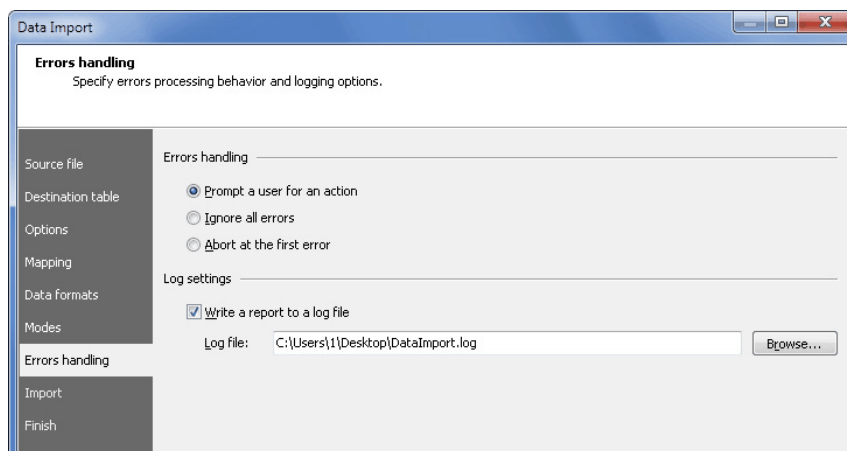 Data Import
Errors handling
Specify errors processing behavior and logging options.
Source file
Destination table
Options
Mapping
Data formats
Modes
Errors handling
Import
Finish
Errors handling
Prompt a user for an action
Ignore all errors
Abort at the first error
Log settings
Write a report to a log file
Log file: C:\Users\1\Desktop\DataImport.log Browse...